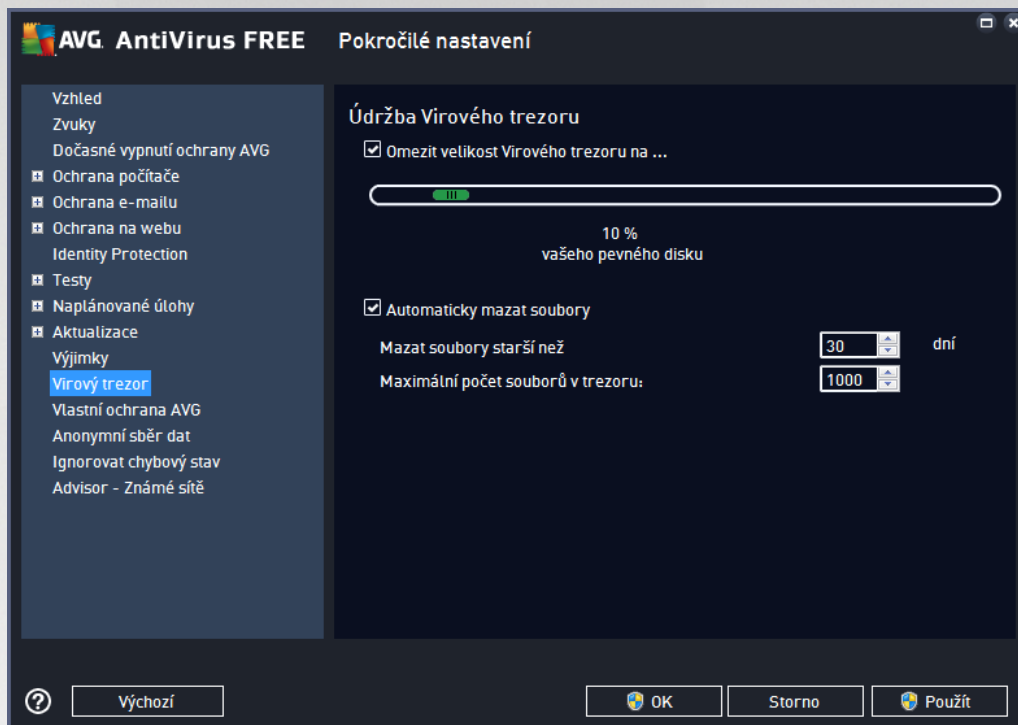 AVG AntiVirus FREE
Pokročilé nastavení
Vzhled
Zvuky
Dočasné vypnutí ochrany AVG
Ochrana počítače
Ochrana e-mailu
Ochrana na webu
Identity Protection
Testy
Naplánované úlohy
Aktualizace
Výjimky
Virový trezor
Vlastní ochrana AVG
Anonymní sběr dat
Ignorovat chybový stav
Advisor - Známé sítě
Údržba Virového trezoru
Omezit velikost Virového trezoru na ...
10 %
vašeho pevného disku
Automaticky mazat soubory
Mazat soubory starší než 30 dní
Maximální počet souborů v trezoru: 1000
? Výchozí OK Storno Použít